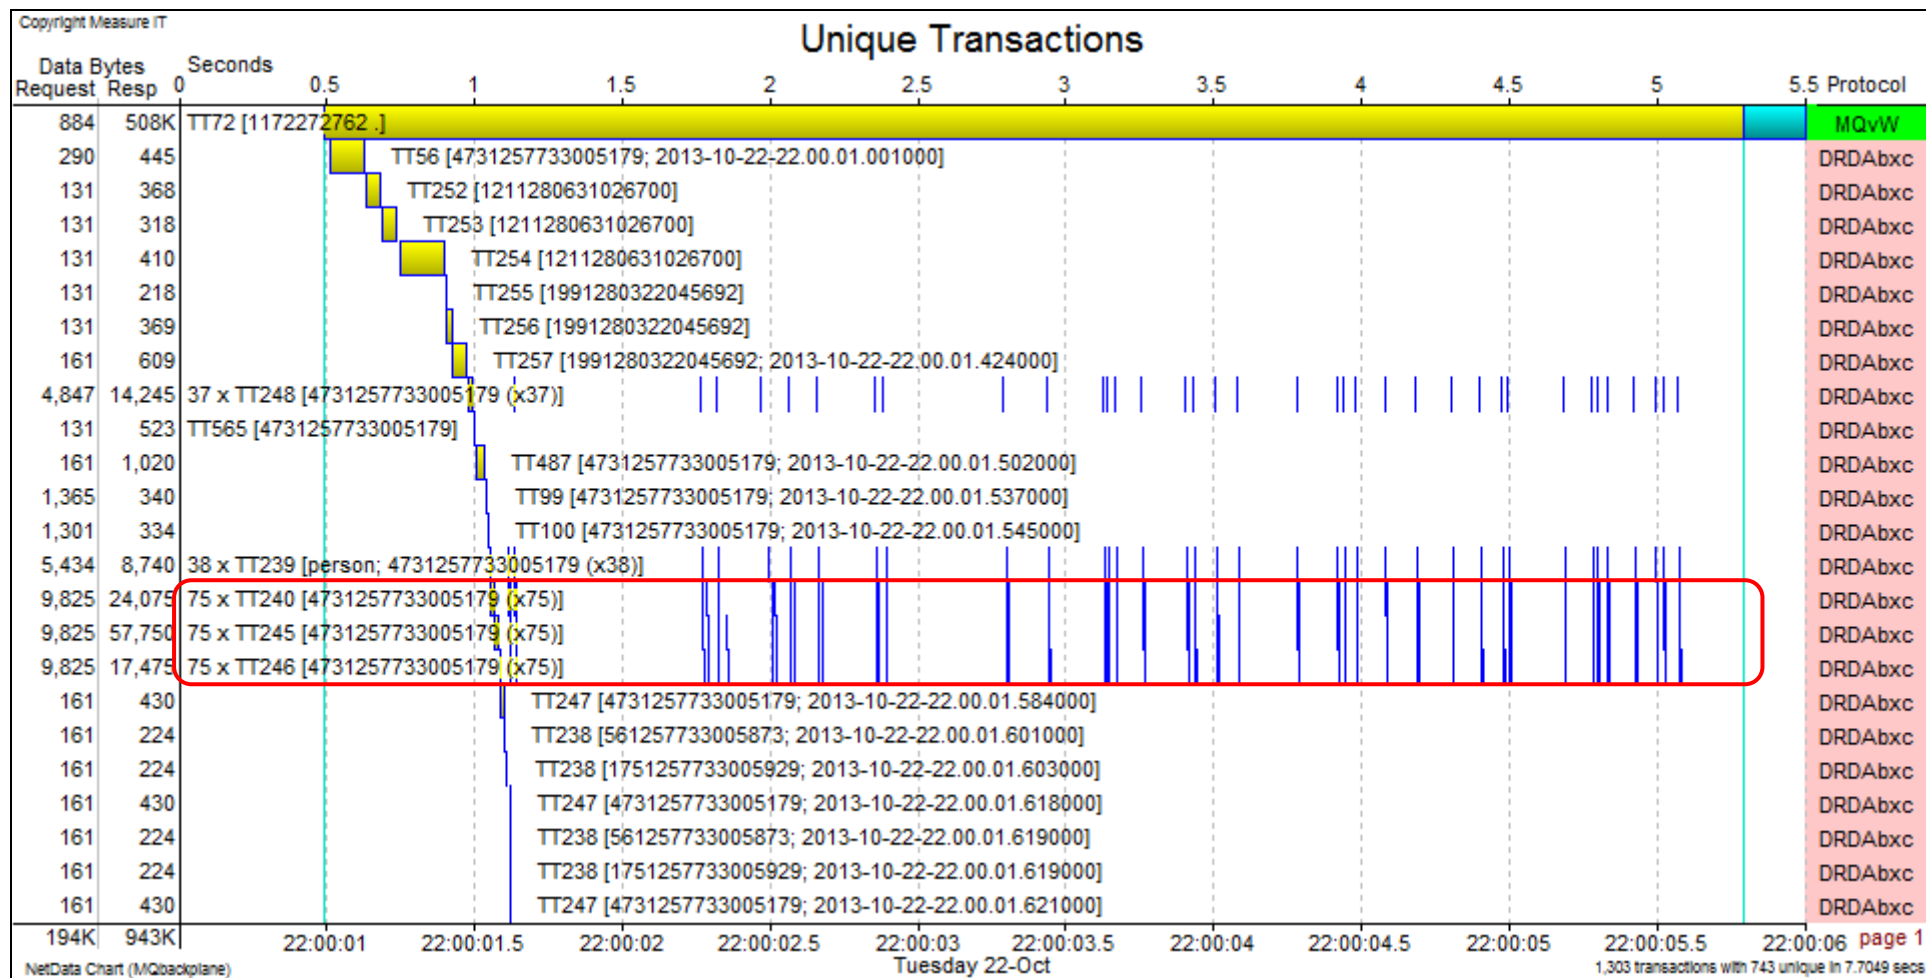 Copyright Measure IT
Unique Transactions
Data Bytes Seconds
Request Resp 0 0.5 1 1.5 2 2.5 3 3.5 4 4.5 5 5.5 Protocol
884 508K TT72 [1172272762 .] MQvW
290 445 TT56 [4731257733005179; 2013-10-22-22.00.01.001000] DRDAbxc
131 368 TT252 [1211280631026700] DRDAbxc
131 318 TT253 [1211280631026700] DRDAbxc
131 410 TT254 [1211280631026700] DRDAbxc
131 218 TT255 [1991280322045692] DRDAbxc
131 369 TT256 [1991280322045692] DRDAbxc
161 609 TT257 [1991280322045692; 2013-10-22-22.00.01.424000] DRDAbxc
4,847 14,245 37 x TT248 [4731257733005179 (x37)] DRDAbxc
131 523 TT565 [4731257733005179] DRDAbxc
161 1,020 TT487 [4731257733005179; 2013-10-22-22.00.01.502000] DRDAbxc
1,365 340 TT99 [4731257733005179; 2013-10-22-22.00.01.537000] DRDAbxc
1,301 334 TT100 [4731257733005179; 2013-10-22-22.00.01.545000] DRDAbxc
5,434 8,740 38 x TT239 [person; 4731257733005179 (x38)] DRDAbxc
9,825 24,075 75 x TT240 [4731257733005179 (x75)] DRDAbxc
9,825 57,750 75 x TT245 [4731257733005179 (x75)] DRDAbxc
9,825 17,475 75 x TT246 [4731257733005179 (x75)] DRDAbxc
161 430 TT247 [4731257733005179; 2013-10-22-22.00.01.584000] DRDAbxc
161 224 TT238 [561257733005873; 2013-10-22-22.00.01.601000] DRDAbxc
161 224 TT238 [1751257733005929; 2013-10-22-22.00.01.603000] DRDAbxc
161 430 TT247 [4731257733005179; 2013-10-22-22.00.01.618000] DRDAbxc
161 224 TT238 [561257733005873; 2013-10-22-22.00.01.619000] DRDAbxc
161 224 TT238 [1751257733005929; 2013-10-22-22.00.01.619000] DRDAbxc
161 430 TT247 [4731257733005179; 2013-10-22-22.00.01.621000] DRDAbxc
194K 943K 22:00:01 22:00:01.5 22:00:02 22:00:02.5 22:00:03 22:00:03.5 22:00:04 22:00:04.5 22:00:05 22:00:05.5 22:00:06 page 1
NetData Chart (MQbackplane) Tuesday 22-Oct 1,303 transactions with 743 unique in 7.7049 secs